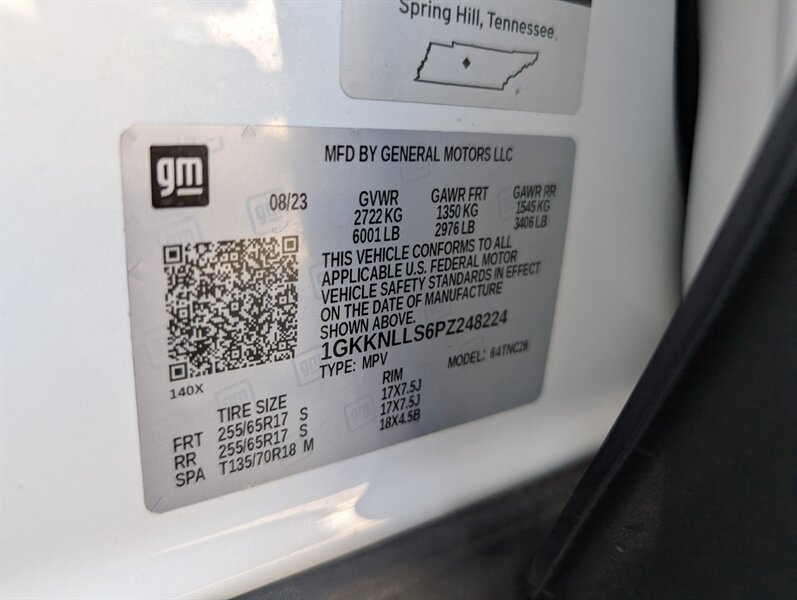 Spring Hill, Tennessee
gm
MFD BY GENERAL MOTORS LLC
08/23
GVWR GAWR FRT GAWR RR
2722 KG 1350 KG 1545 KG
6001 LB 2976 LB 3406 LB
THIS VEHICLE CONFORMS TO ALL
APPLICABLE U.S. FEDERAL MOTOR
VEHICLE SAFETY STANDARDS IN EFFECT
ON THE DATE OF MANUFACTURE
SHOWN ABOVE.
1GKKNLLS6PZ248224
TYPE: MPV MODEL: 84TNC26
140X
TIRE SIZE RIM
FRT 255/65R17 S 17X7.5J
RR 255/65R17 S 17X7.5J
SPA T135/70R18 M 18X4.5B